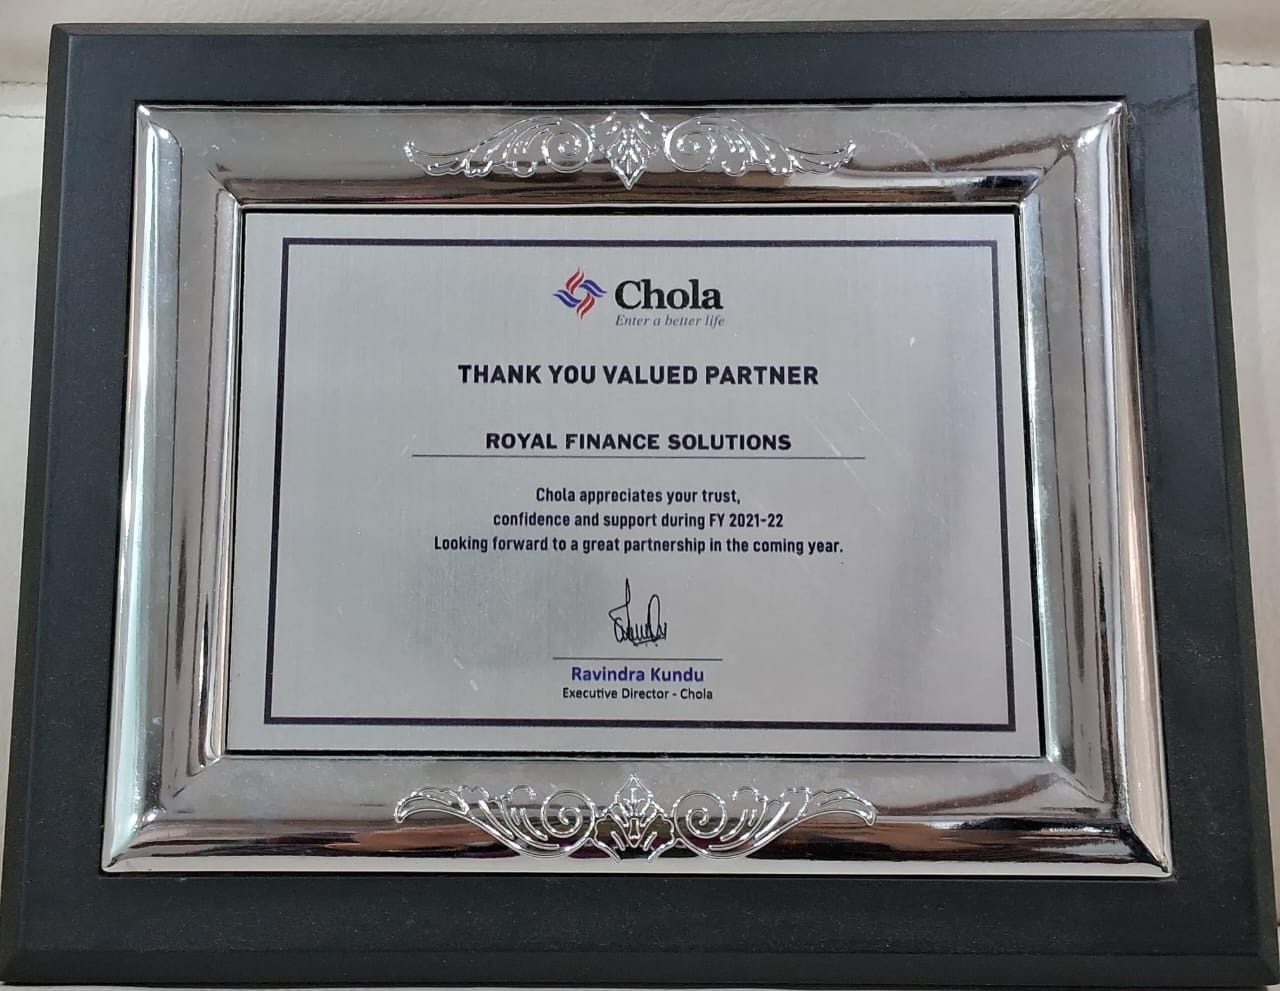 Chola
Enter a better life
THANK YOU VALUED PARTNER
ROYAL FINANCE SOLUTIONS
Chola appreciates your trust,
confidence and support during FY 2021-22
Looking forward to a great partnership in the coming year.
Ravindra Kundu
Executive Director - Chola